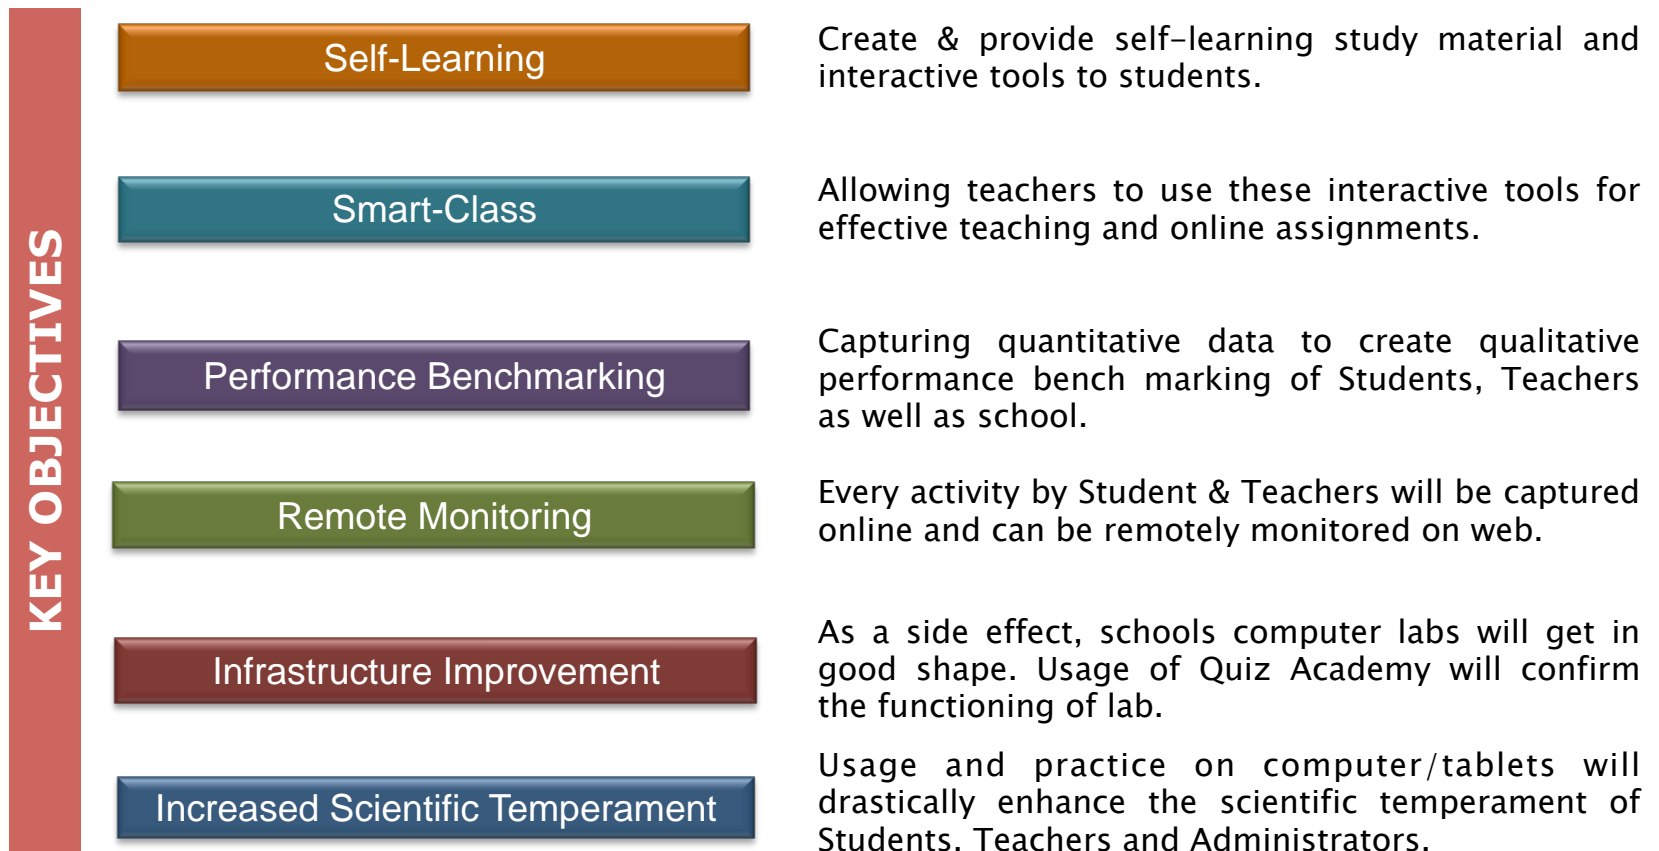 KEY OBJECTIVES
Self-Learning
Create & provide self-learning study material and
interactive tools to students.
Smart-Class
Allowing teachers to use these interactive tools for
effective teaching and online assignments.
Performance Benchmarking
Capturing quantitative data to create qualitative
performance bench marking of Students, Teachers
as well as school.
Remote Monitoring
Every activity by Student & Teachers will be captured
online and can be remotely monitored on web.
Infrastructure Improvement
As a side effect, schools computer labs will get in
good shape. Usage of Quiz Academy will confirm
the functioning of lab.
Increased Scientific Temperament
Usage and practice on computer/tablets will
drastically enhance the scientific temperament of
Students, Teachers and Administrators.